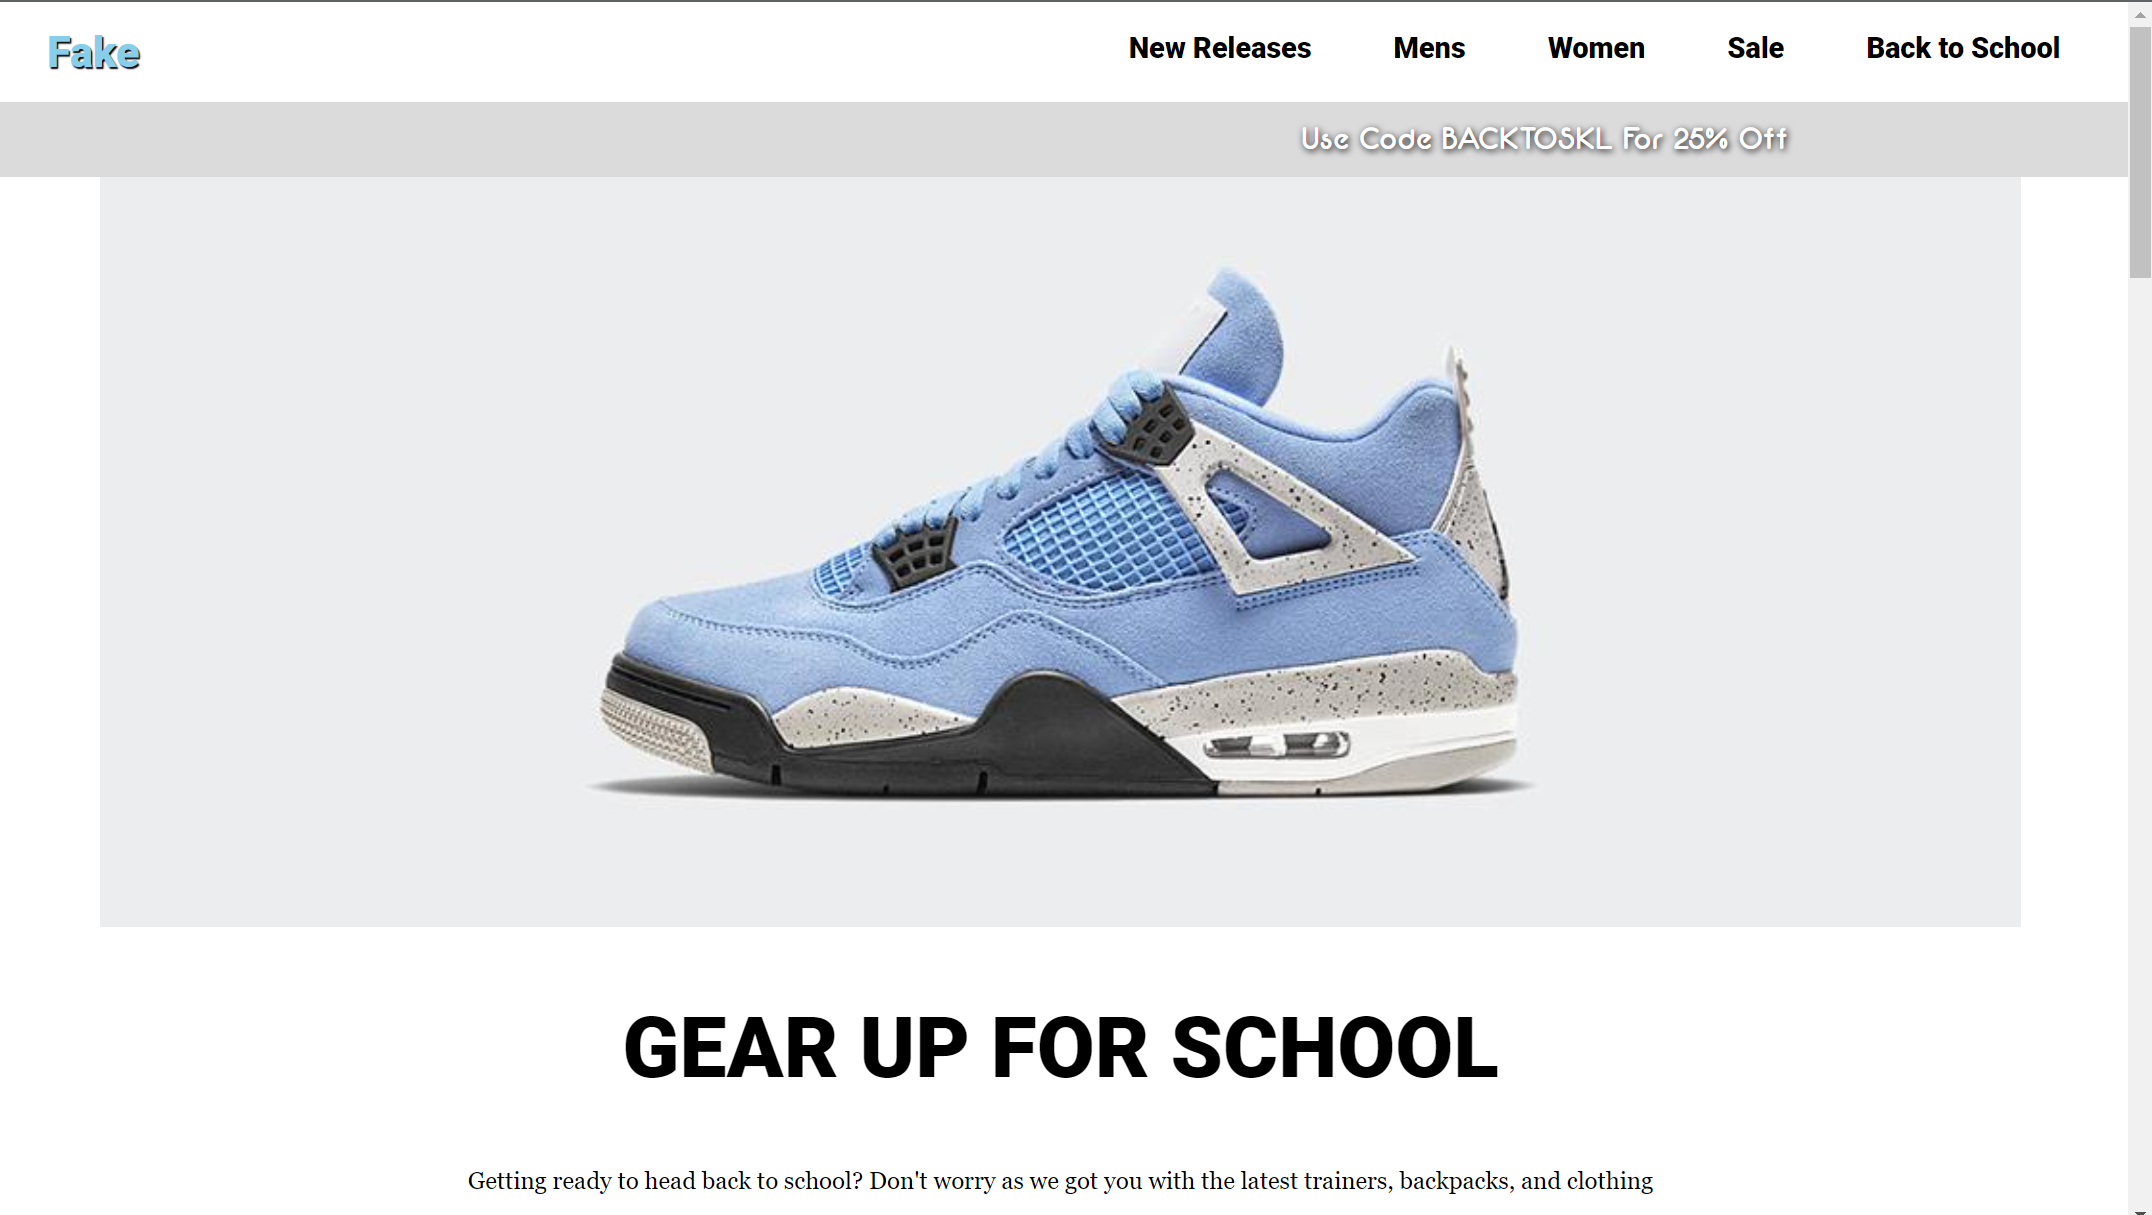 Fake
New Releases Mens Women Sale Back to School
Use Code BACKTOSKL For 25% Off
GEAR UP FOR SCHOOL
Getting ready to head back to school? Don't worry as we got you with the latest trainers, backpacks, and clothing